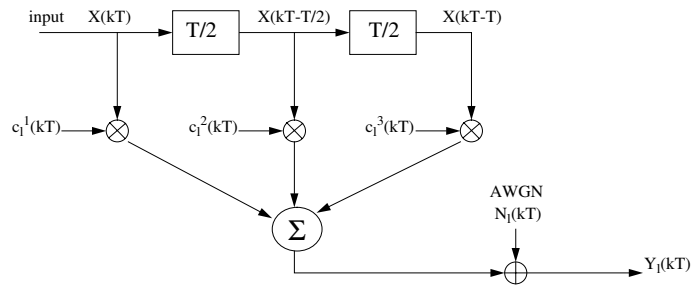 input X(kT) T/2 X(kT-T/2) T/2 X(kT-T)
c_l^1(kT) c_l^2(kT) c_l^3(kT)
Σ
AWGN
N_l(kT)
Y_l(kT)